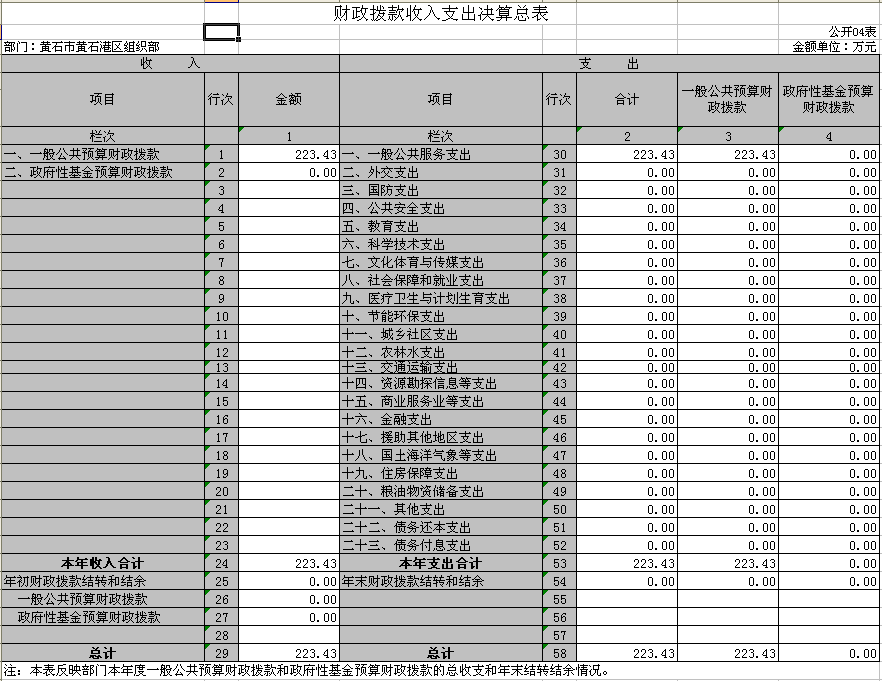 财政拨款收入支出决算总表
公开04表
部门：黄石市黄石港区组织部 金额单位：万元
收 入 支 出
项目 行次 金额 项目 行次 合计 一般公共预算财政拨款 政府性基金预算财政拨款
栏次 1 栏次 2 3 4
一、一般公共预算财政拨款 1 223.43 一、一般公共服务支出 30 223.43 223.43 0.00
二、政府性基金预算财政拨款 2 0.00 二、外交支出 31 0.00 0.00 0.00
3 三、国防支出 32 0.00 0.00 0.00
4 四、公共安全支出 33 0.00 0.00 0.00
5 五、教育支出 34 0.00 0.00 0.00
6 六、科学技术支出 35 0.00 0.00 0.00
7 七、文化体育与传媒支出 36 0.00 0.00 0.00
8 八、社会保障和就业支出 37 0.00 0.00 0.00
9 九、医疗卫生与计划生育支出 38 0.00 0.00 0.00
10 十、节能环保支出 39 0.00 0.00 0.00
11 十一、城乡社区支出 40 0.00 0.00 0.00
12 十二、农林水支出 41 0.00 0.00 0.00
13 十三、交通运输支出 42 0.00 0.00 0.00
14 十四、资源勘探信息等支出 43 0.00 0.00 0.00
15 十五、商业服务业等支出 44 0.00 0.00 0.00
16 十六、金融支出 45 0.00 0.00 0.00
17 十七、援助其他地区支出 46 0.00 0.00 0.00
18 十八、国土海洋气象等支出 47 0.00 0.00 0.00
19 十九、住房保障支出 48 0.00 0.00 0.00
20 二十、粮油物资储备支出 49 0.00 0.00 0.00
21 二十一、其他支出 50 0.00 0.00 0.00
22 二十二、债务还本支出 51 0.00 0.00 0.00
23 二十三、债务付息支出 52 0.00 0.00 0.00
本年收入合计 24 223.43 本年支出合计 53 223.43 223.43 0.00
年初财政拨款结转和结余 25 0.00 年末财政拨款结转和结余 54 0.00 0.00 0.00
一般公共预算财政拨款 26 0.00 55
政府性基金预算财政拨款 27 0.00 56
28 57
总计 29 223.43 总计 58 223.43 223.43 0.00
注：本表反映部门本年度一般公共预算财政拨款和政府性基金预算财政拨款的总收支和年末结转结余情况。